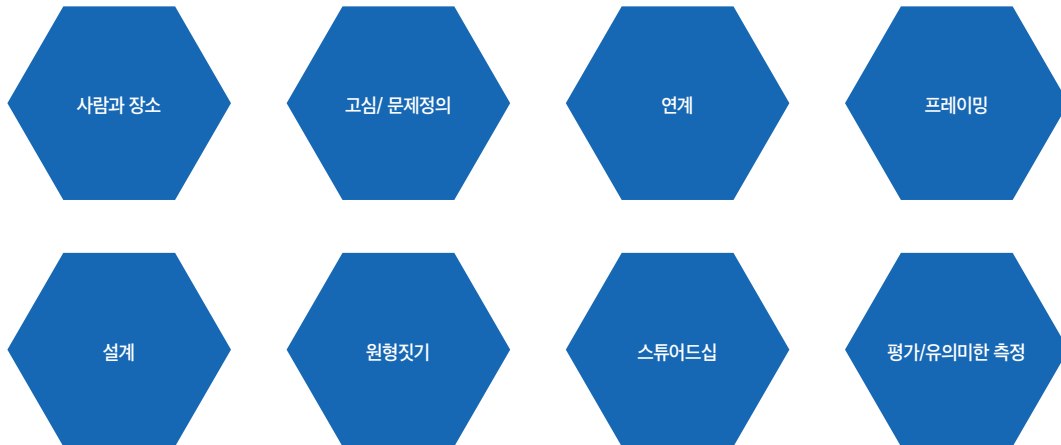 사람과 장소
고심/ 문제정의
연계
프레이밍
설계
원형짓기
스튜어드십
평가/유의미한 측정